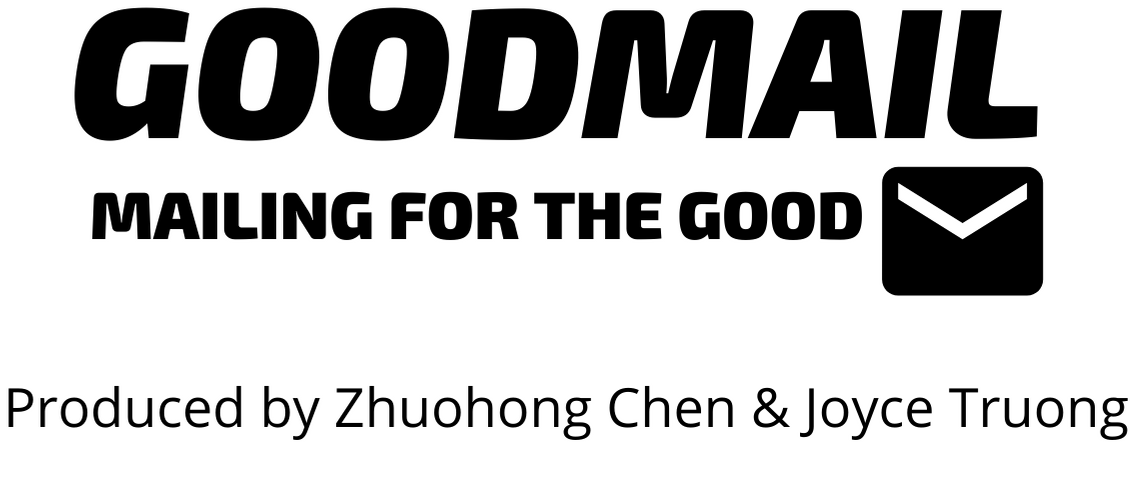 GOODMAIL
MAILING FOR THE GOOD
Produced by Zhuohong Chen & Joyce Truong